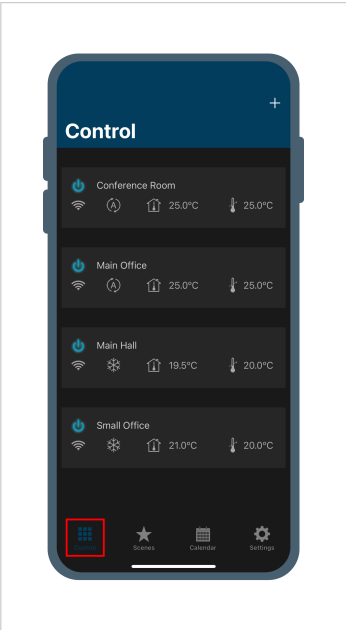 +
Control
Conference Room
A 25.0°C 25.0°C
Main Office
A 25.0°C 25.0°C
Main Hall
19.5°C 20.0°C
Small Office
21.0°C 20.0°C
Control Scenes Calendar Settings